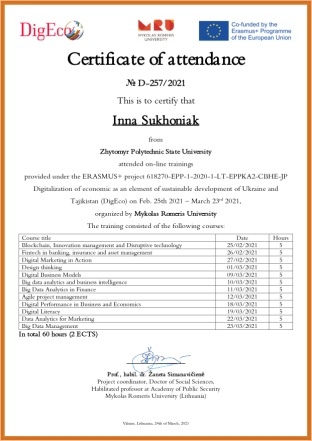 DigEco
MRU
MYKOLAS ROMERIS
UNIVERSITY
Co-funded by the
Erasmus+ Programme
of the European Union
Certificate of attendance
№ D-257/2021
This is to certify that
Inna Sukhoniak
from
Zhytomyr Polytechnic State University
attended on-line trainings
provided under the ERASMUS+ project 618270-EPP-1-2020-1-LT-EPPKA2-CBHE-JP
Digitalization of economic as an element of sustainable development of Ukraine and
Tajikistan (DigEco) on Feb. 25th 2021 – March 23rd 2021,
organized by Mykolas Romeris University
The training consisted of the following courses:
Course title Date Hours
Blockchain, Innovation management and Disruptive technology 25/02/2021 5
Fintech in banking, insurance and asset management 26/02/2021 5
Digital Marketing in Action 27/02/2021 5
Design thinking 01/03/2021 5
Digital Business Models 09/03/2021 5
Big data analytics and business intelligence 10/03/2021 5
Big Data Analytics in Finance 11/03/2021 5
Agile project management 12/03/2021 5
Digital Performance in Business and Economics 18/03/2021 5
Digital Literacy 19/03/2021 5
Data Analytics for Marketing 22/03/2021 5
Big Data Management 23/03/2021 5
In total 60 hours (2 ECTS)
Prof., habil. dr. Žaneta Simanavičienė
Project coordinator, Doctor of Social Sciences,
Habilitated professor at Academy of Public Security
Mykolas Romeris University (Lithuania)
Vilnius, Lithuania, 29th of March, 2021